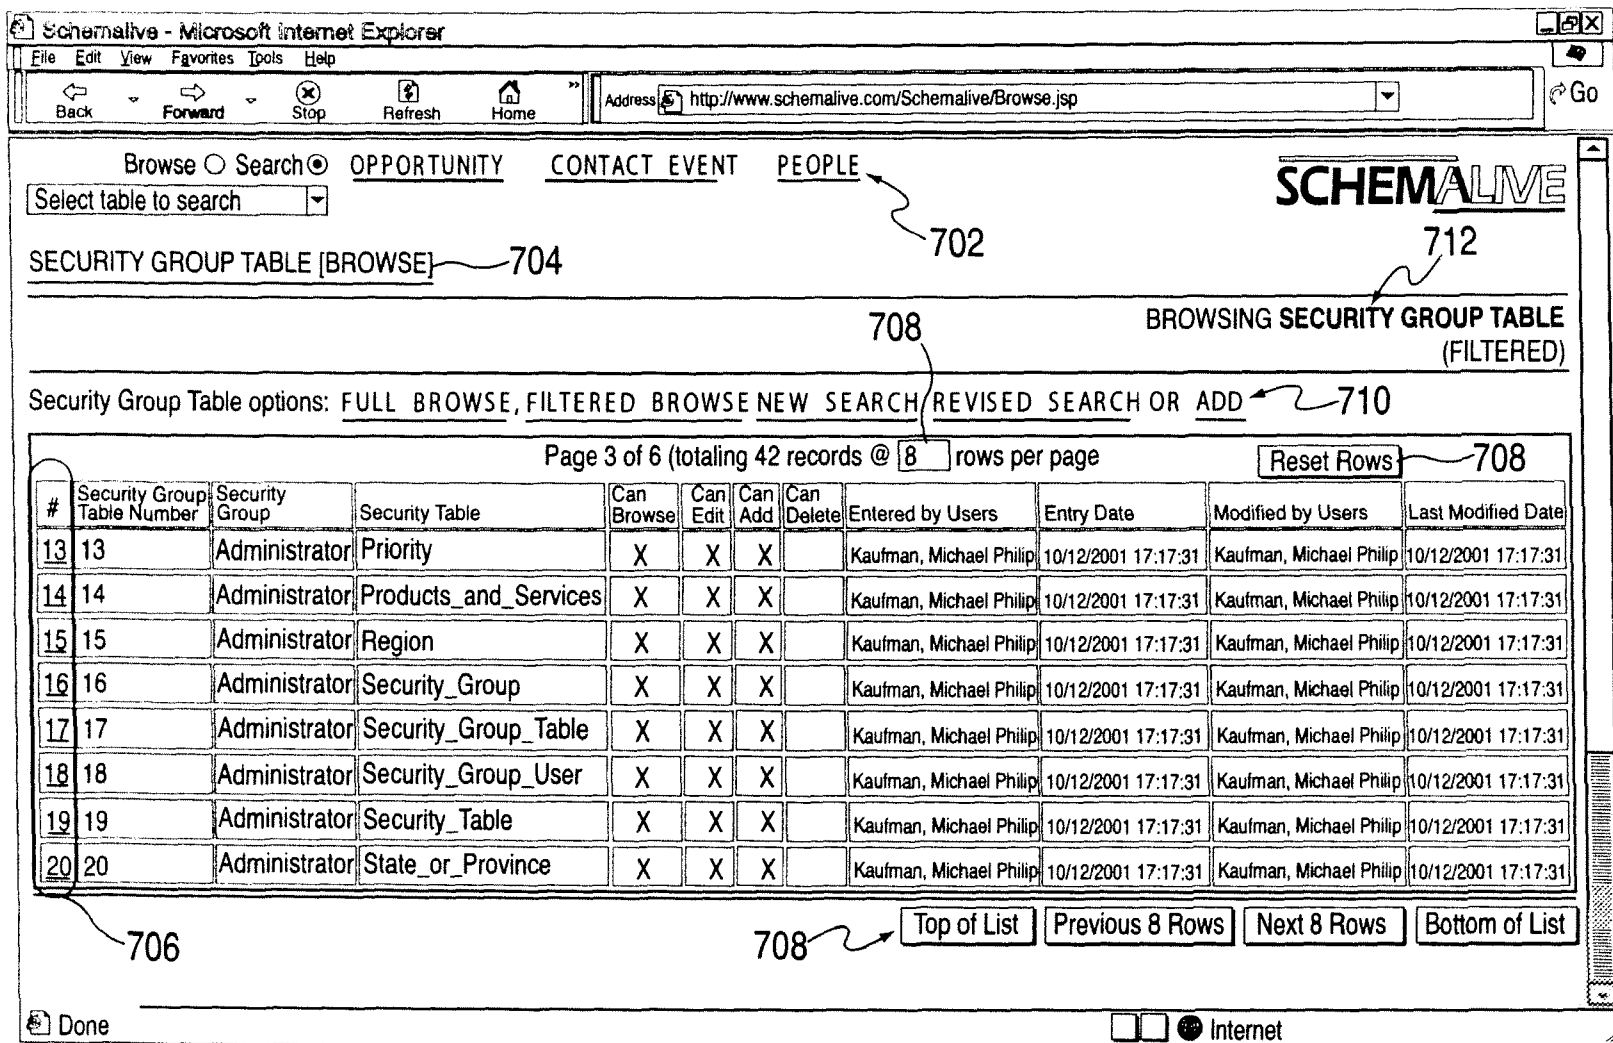 Schemalive - Microsoft Internet Explorer
File Edit View Favorites Tools Help
Back Forward Stop Refresh Home » Address http://www.schemalive.com/Schemalive/Browse.jsp Go
Browse Search OPPORTUNITY CONTACT EVENT PEOPLE
SCHEMALIVE
Select table to search
702
712
SECURITY GROUP TABLE [BROWSE] 704
BROWSING SECURITY GROUP TABLE
(FILTERED)
708
Security Group Table options: FULL BROWSE, FILTERED BROWSE NEW SEARCH REVISED SEARCH OR ADD 710
Page 3 of 6 (totaling 42 records @ 8 rows per page Reset Rows 708
# Security Group Table Number Security Group Security Table Can Browse Can Edit Can Add Can Delete Entered by Users Entry Date Modified by Users Last Modified Date
13 13 Administrator Priority X X X Kaufman, Michael Philip 10/12/2001 17:17:31 Kaufman, Michael Philip 10/12/2001 17:17:31
14 14 Administrator Products_and_Services X X X Kaufman, Michael Philip 10/12/2001 17:17:31 Kaufman, Michael Philip 10/12/2001 17:17:31
15 15 Administrator Region X X X Kaufman, Michael Philip 10/12/2001 17:17:31 Kaufman, Michael Philip 10/12/2001 17:17:31
16 16 Administrator Security_Group X X X Kaufman, Michael Philip 10/12/2001 17:17:31 Kaufman, Michael Philip 10/12/2001 17:17:31
17 17 Administrator Security_Group_Table X X X Kaufman, Michael Philip 10/12/2001 17:17:31 Kaufman, Michael Philip 10/12/2001 17:17:31
18 18 Administrator Security_Group_User X X X Kaufman, Michael Philip 10/12/2001 17:17:31 Kaufman, Michael Philip 10/12/2001 17:17:31
19 19 Administrator Security_Table X X X Kaufman, Michael Philip 10/12/2001 17:17:31 Kaufman, Michael Philip 10/12/2001 17:17:31
20 20 Administrator State_or_Province X X X Kaufman, Michael Philip 10/12/2001 17:17:31 Kaufman, Michael Philip 10/12/2001 17:17:31
706 708 Top of List Previous 8 Rows Next 8 Rows Bottom of List
Done Internet